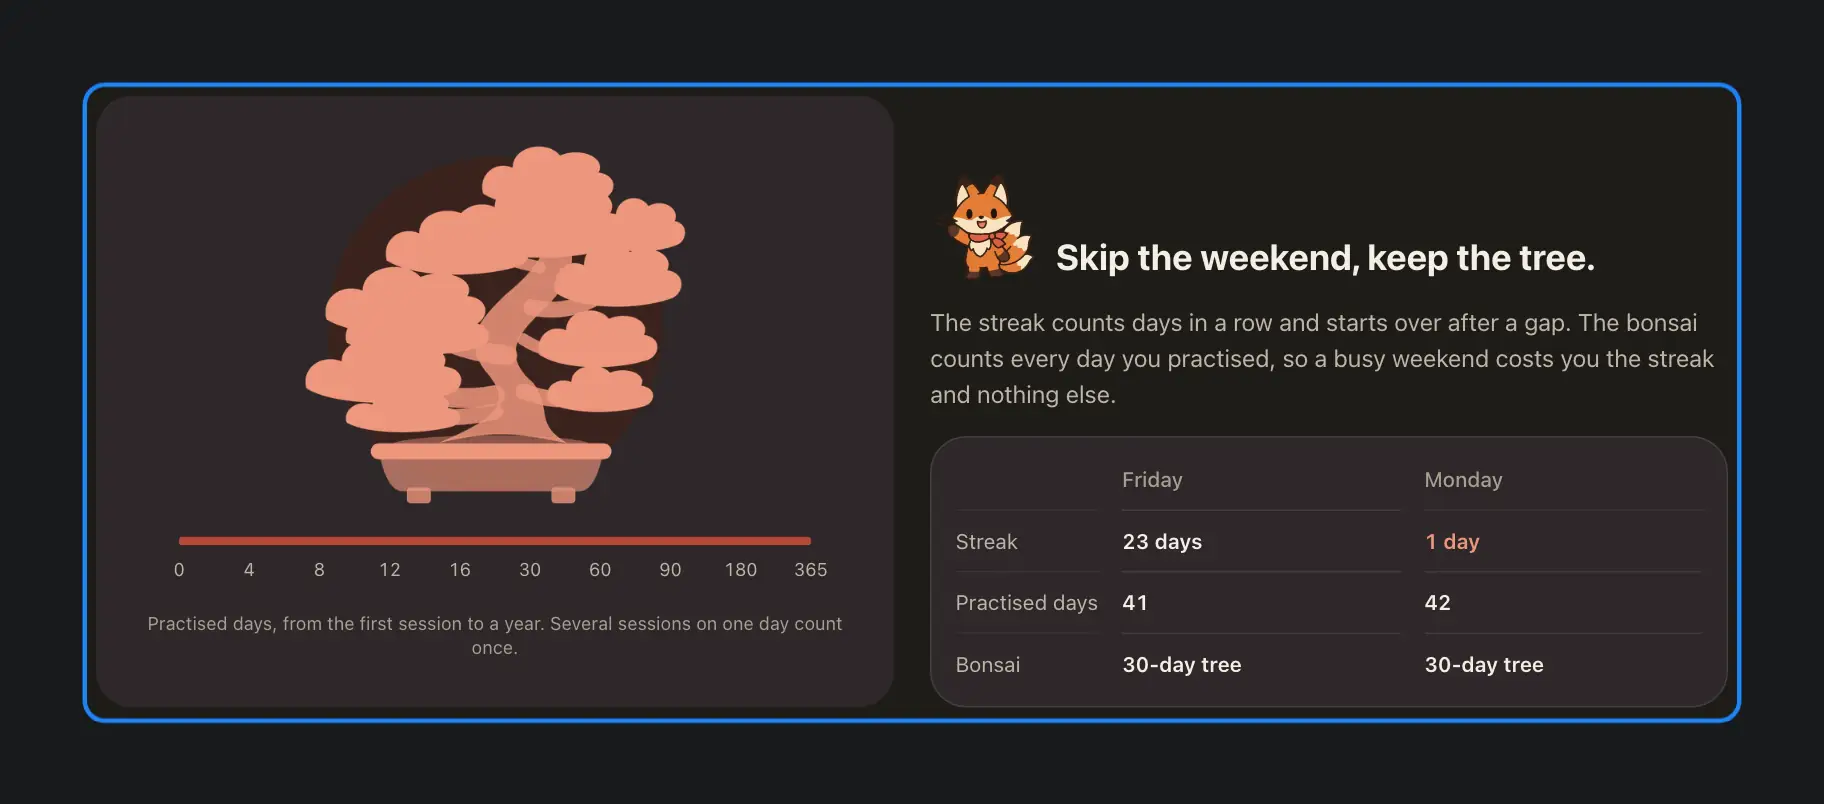 0 4 8 12 16 30 60 90 180 365
Practised days, from the first session to a year. Several sessions on one day count
once.
Skip the weekend, keep the tree.
The streak counts days in a row and starts over after a gap. The bonsai
counts every day you practised, so a busy weekend costs you the streak
and nothing else.
Friday Monday
Streak 23 days 1 day
Practised days 41 42
Bonsai 30-day tree 30-day tree